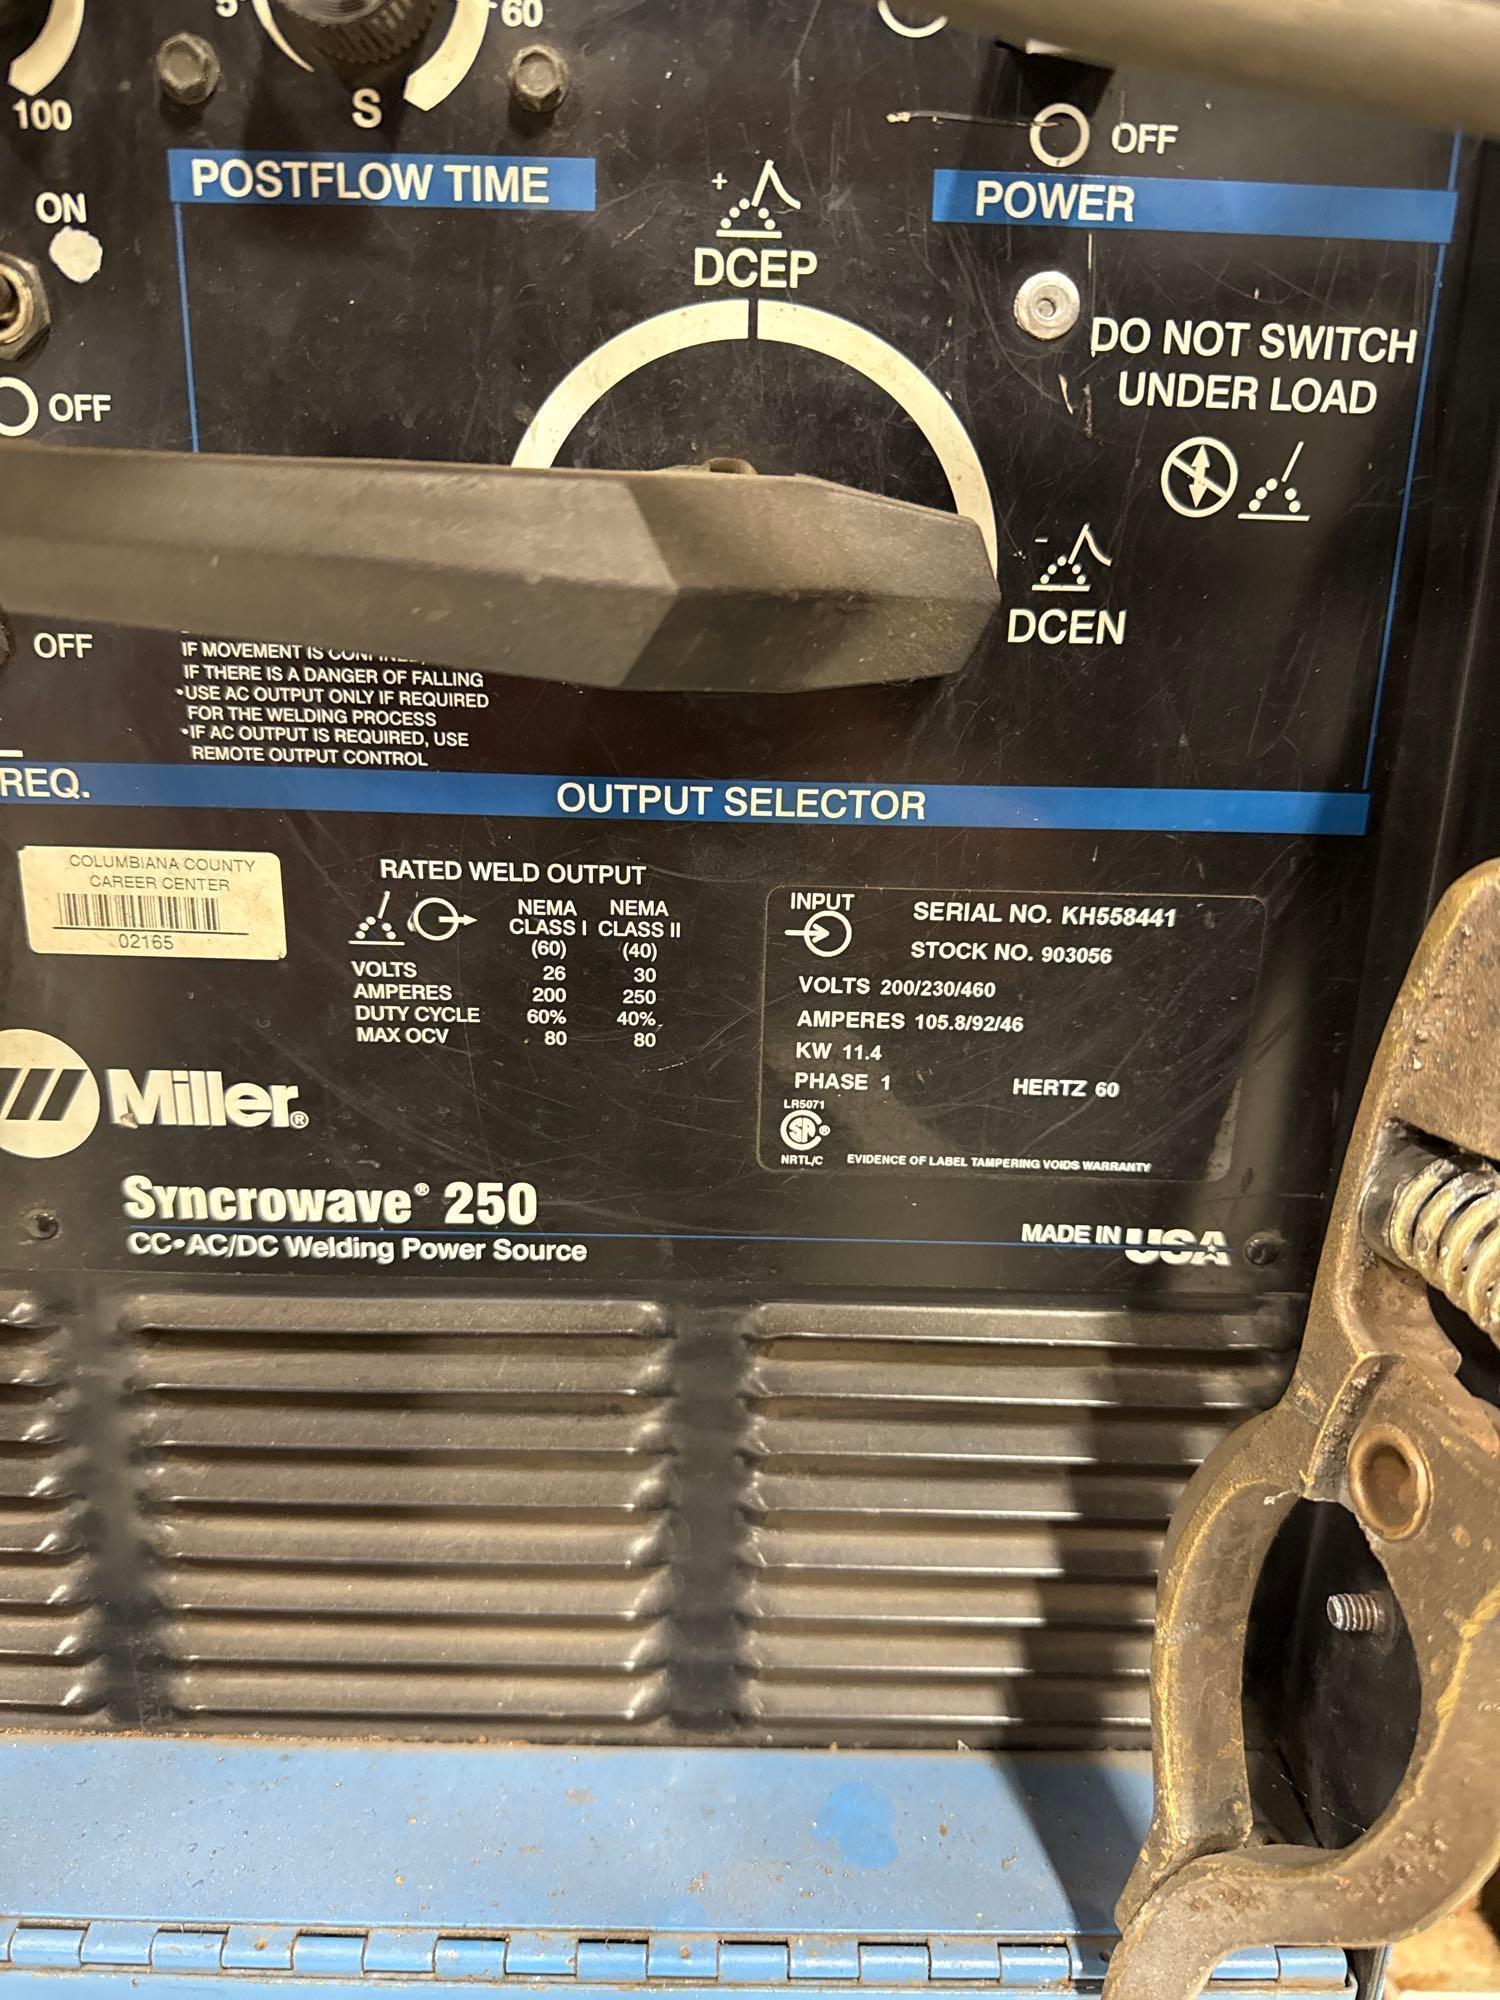 5
60
100
S
OFF
POSTFLOW TIME
POWER
ON
+
DCEP
DO NOT SWITCH
UNDER LOAD
OFF
-
DCEN
OFF
IF MOVEMENT IS
IF THERE IS A DANGER OF FALLING
•USE AC OUTPUT ONLY IF REQUIRED
FOR THE WELDING PROCESS
•IF AC OUTPUT IS REQUIRED, USE
REMOTE OUTPUT CONTROL
REQ.
OUTPUT SELECTOR
COLUMBIANA COUNTY
CAREER CENTER
02165
RATED WELD OUTPUT
NEMA NEMA
CLASS I CLASS II
(60) (40)
VOLTS 26 30
AMPERES 200 250
DUTY CYCLE 60% 40%
MAX OCV 80 80
INPUT
SERIAL NO. KH558441
STOCK NO. 903056
VOLTS 200/230/460
AMPERES 105.8/92/46
KW 11.4
PHASE 1 HERTZ 60
LR5071
SA®
NRTL/C EVIDENCE OF LABEL TAMPERING VOIDS WARRANTY
Miller®
Syncrowave® 250
CC•AC/DC Welding Power Source
MADE IN USA